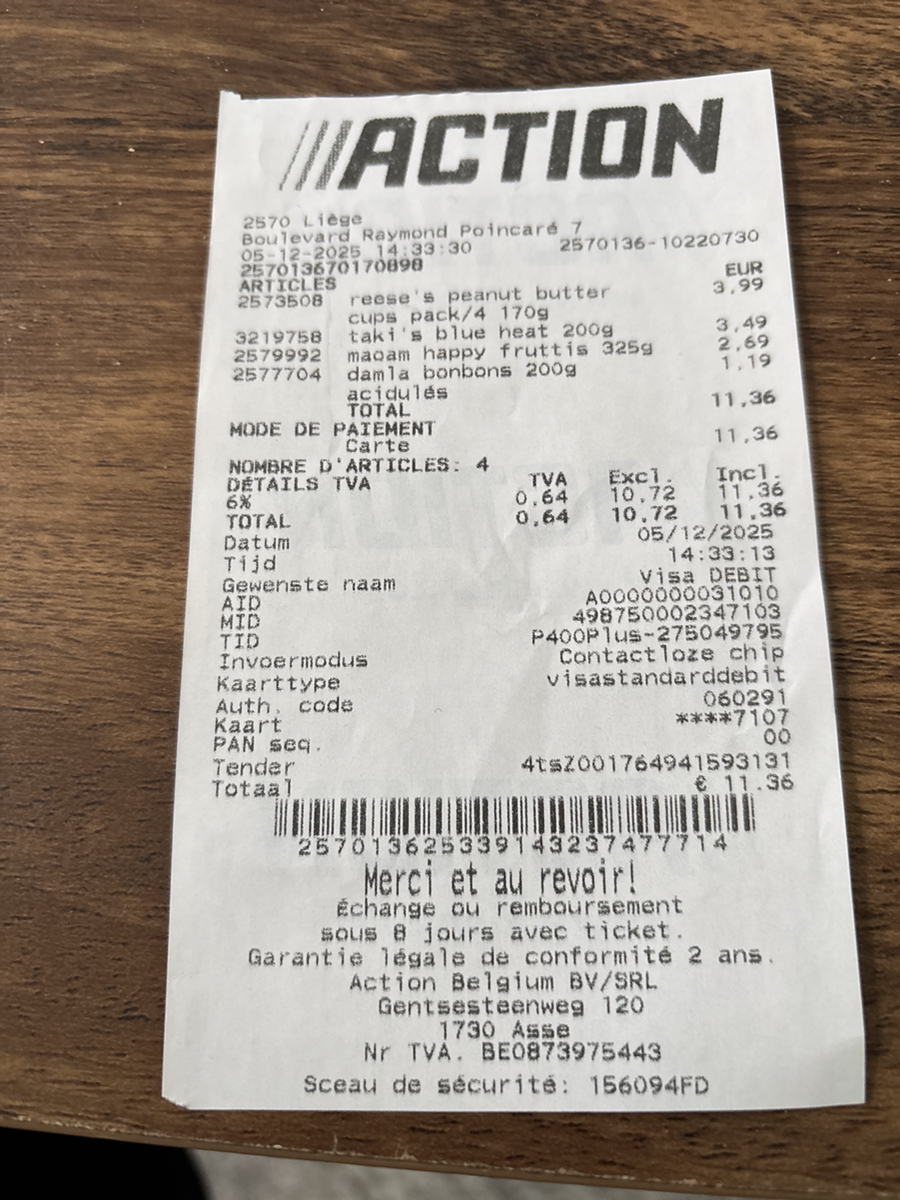 ///ACTION
2570 Liège
Boulevard Raymond Poincaré 7
05-12-2025 14:33:30 2570136-10220730
257013670170898
ARTICLES EUR
2573508 reese's peanut butter 3,99
cups pack/4 170g
3219758 taki's blue heat 200g 3,49
2579992 maoam happy fruttis 325g 2,69
2577704 damla bonbons 200g 1,19
acidulés
TOTAL 11,36
MODE DE PAIEMENT
Carte 11,36
NOMBRE D'ARTICLES: 4
DÉTAILS TVA TVA Excl. Incl.
6% 0,64 10,72 11,36
TOTAL 0,64 10,72 11,36
Datum 05/12/2025
Tijd 14:33:13
Gewenste naam Visa DEBIT
AID A0000000031010
MID 498750002347103
TID P400Plus-275049795
Invoermodus Contactloze chip
Kaarttype visastandarddebit
Auth. code 060291
Kaart ****7107
PAN seq. 00
Tender 4tsZ001764941593131
Totaal € 11.36
257013625339143237477714
Merci et au revoir!
Échange ou remboursement
sous 8 jours avec ticket.
Garantie légale de conformité 2 ans.
Action Belgium BV/SRL
Gentsesteenweg 120
1730 Asse
Nr TVA. BE0873975443
Sceau de sécurité: 156094FD